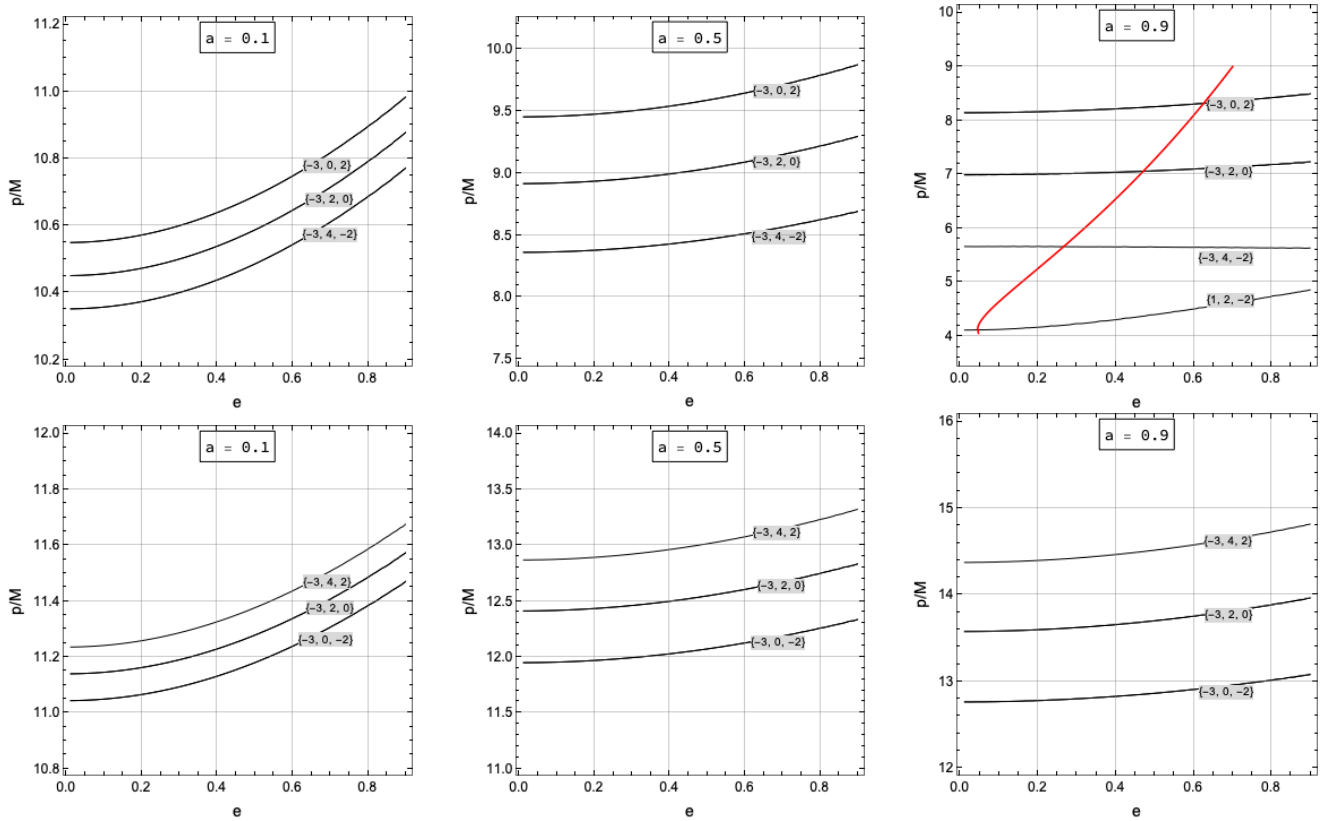 a = 0.1
11.2
11.0
10.8
10.6
10.4
10.2
p/M
{-3, 0, 2}
{-3, 2, 0}
{-3, 4, -2}
0.0 0.2 0.4 0.6 0.8
e
a = 0.5
10.0
9.5
9.0
8.5
8.0
7.5
p/M
{-3, 0, 2}
{-3, 2, 0}
{-3, 4, -2}
0.0 0.2 0.4 0.6 0.8
e
a = 0.9
10
9
8
7
6
5
4
p/M
{-3, 0, 2}
{-3, 2, 0}
{-3, 4, -2}
{1, 2, -2}
0.0 0.2 0.4 0.6 0.8
e
a = 0.1
12.0
11.8
11.6
11.4
11.2
11.0
10.8
p/M
{-3, 4, 2}
{-3, 2, 0}
{-3, 0, -2}
0.0 0.2 0.4 0.6 0.8
e
a = 0.5
14.0
13.5
13.0
12.5
12.0
11.5
11.0
p/M
{-3, 4, 2}
{-3, 2, 0}
{-3, 0, -2}
0.0 0.2 0.4 0.6 0.8
e
a = 0.9
16
15
14
13
12
p/M
{-3, 4, 2}
{-3, 2, 0}
{-3, 0, -2}
0.0 0.2 0.4 0.6 0.8
e